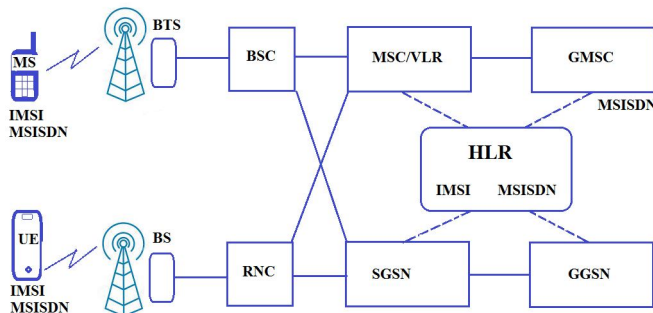 BTS
MS
BSC
MSC/VLR
GMSC
IMSI
MSISDN
MSISDN
HLR
IMSI MSISDN
BS
UE
RNC
SGSN
GGSN
IMSI
MSISDN